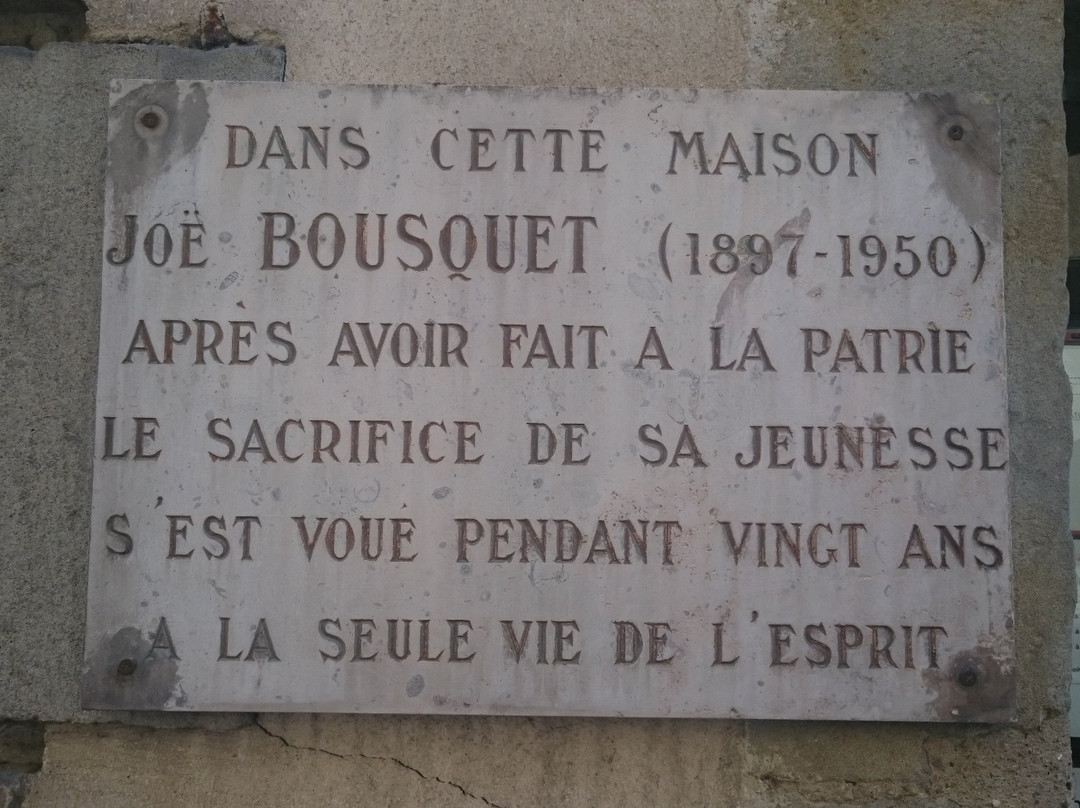 DANS CETTE MAISON
JOË BOUSQUET (1897-1950)
APRÈS AVOIR FAIT A LA PATRIE
LE SACRIFICE DE SA JEUNESSE
S'EST VOUÉ PENDANT VINGT ANS
A LA SEULE VIE DE L'ESPRIT